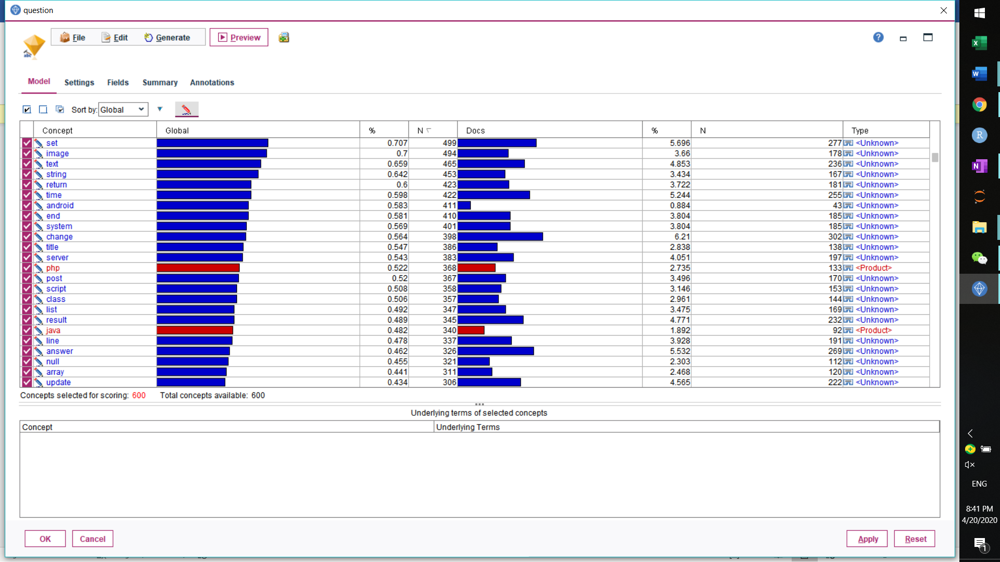 question
File Edit Generate Preview
abc
Model Settings Fields Summary Annotations
Sort by: Global
Concept Global % N Docs % N Type
set 0.707 499 5.696 277 <Unknown>
image 0.7 494 3.66 178 <Unknown>
text 0.659 465 4.853 236 <Unknown>
string 0.642 453 3.434 167 <Unknown>
return 0.6 423 3.722 181 <Unknown>
time 0.598 422 5.244 255 <Unknown>
android 0.583 411 0.884 43 <Unknown>
end 0.581 410 3.804 185 <Unknown>
system 0.569 401 3.804 185 <Unknown>
change 0.564 398 6.21 302 <Unknown>
title 0.547 386 2.838 138 <Unknown>
server 0.543 383 4.051 197 <Unknown>
php 0.522 368 2.735 133 <Product>
post 0.52 367 3.496 170 <Unknown>
script 0.508 358 3.146 153 <Unknown>
class 0.506 357 2.961 144 <Unknown>
list 0.492 347 3.475 169 <Unknown>
result 0.489 345 4.771 232 <Unknown>
java 0.482 340 1.892 92 <Product>
line 0.478 337 3.928 191 <Unknown>
answer 0.462 326 5.532 269 <Unknown>
null 0.455 321 2.303 112 <Unknown>
array 0.441 311 2.468 120 <Unknown>
update 0.434 306 4.565 222 <Unknown>
Concepts selected for scoring: 600 Total concepts available: 600
Underlying terms of selected concepts
Concept Underlying Terms
OK Cancel Apply Reset
ENG
8:41 PM
4/20/2020
1